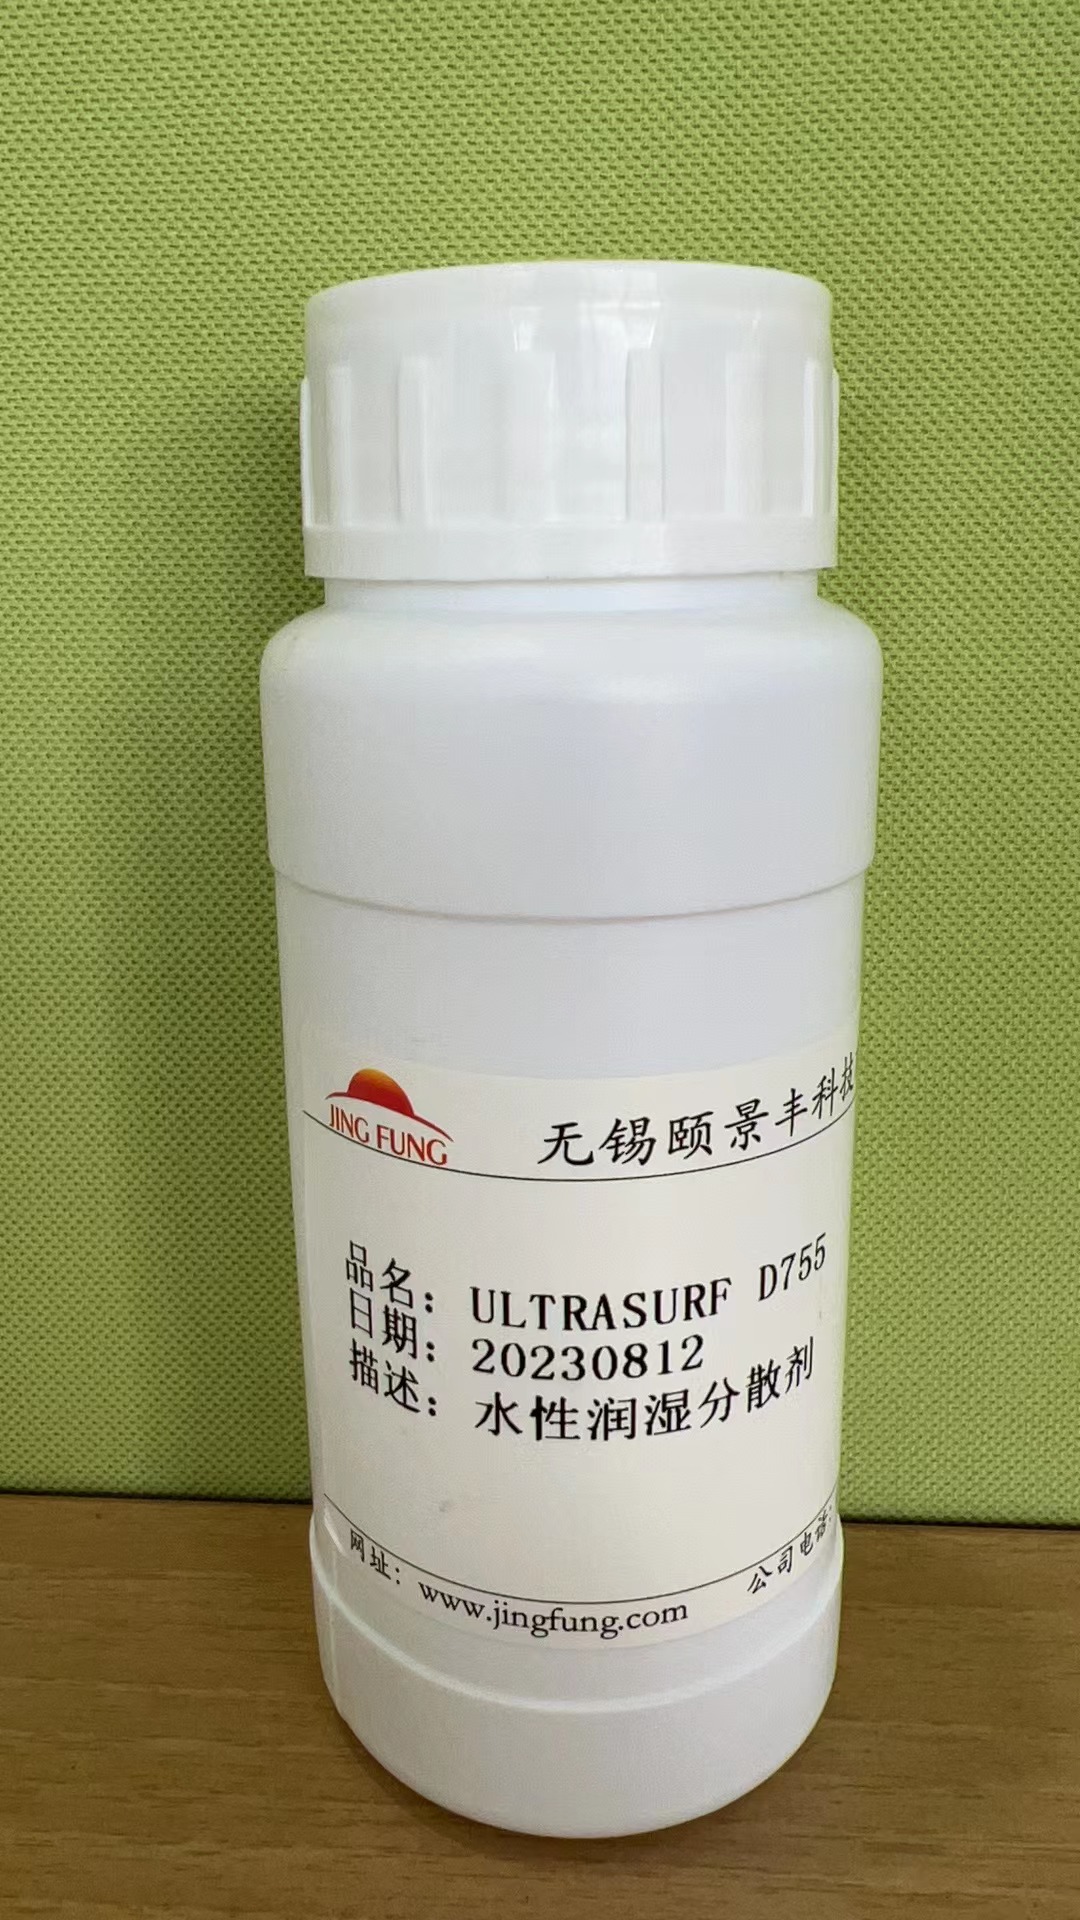 JING FUNG
无锡颐景丰科技
品名: ULTRASURF D755
日期: 20230812
描述: 水性润湿分散剂
网址: www.jingfung.com
公司电话: